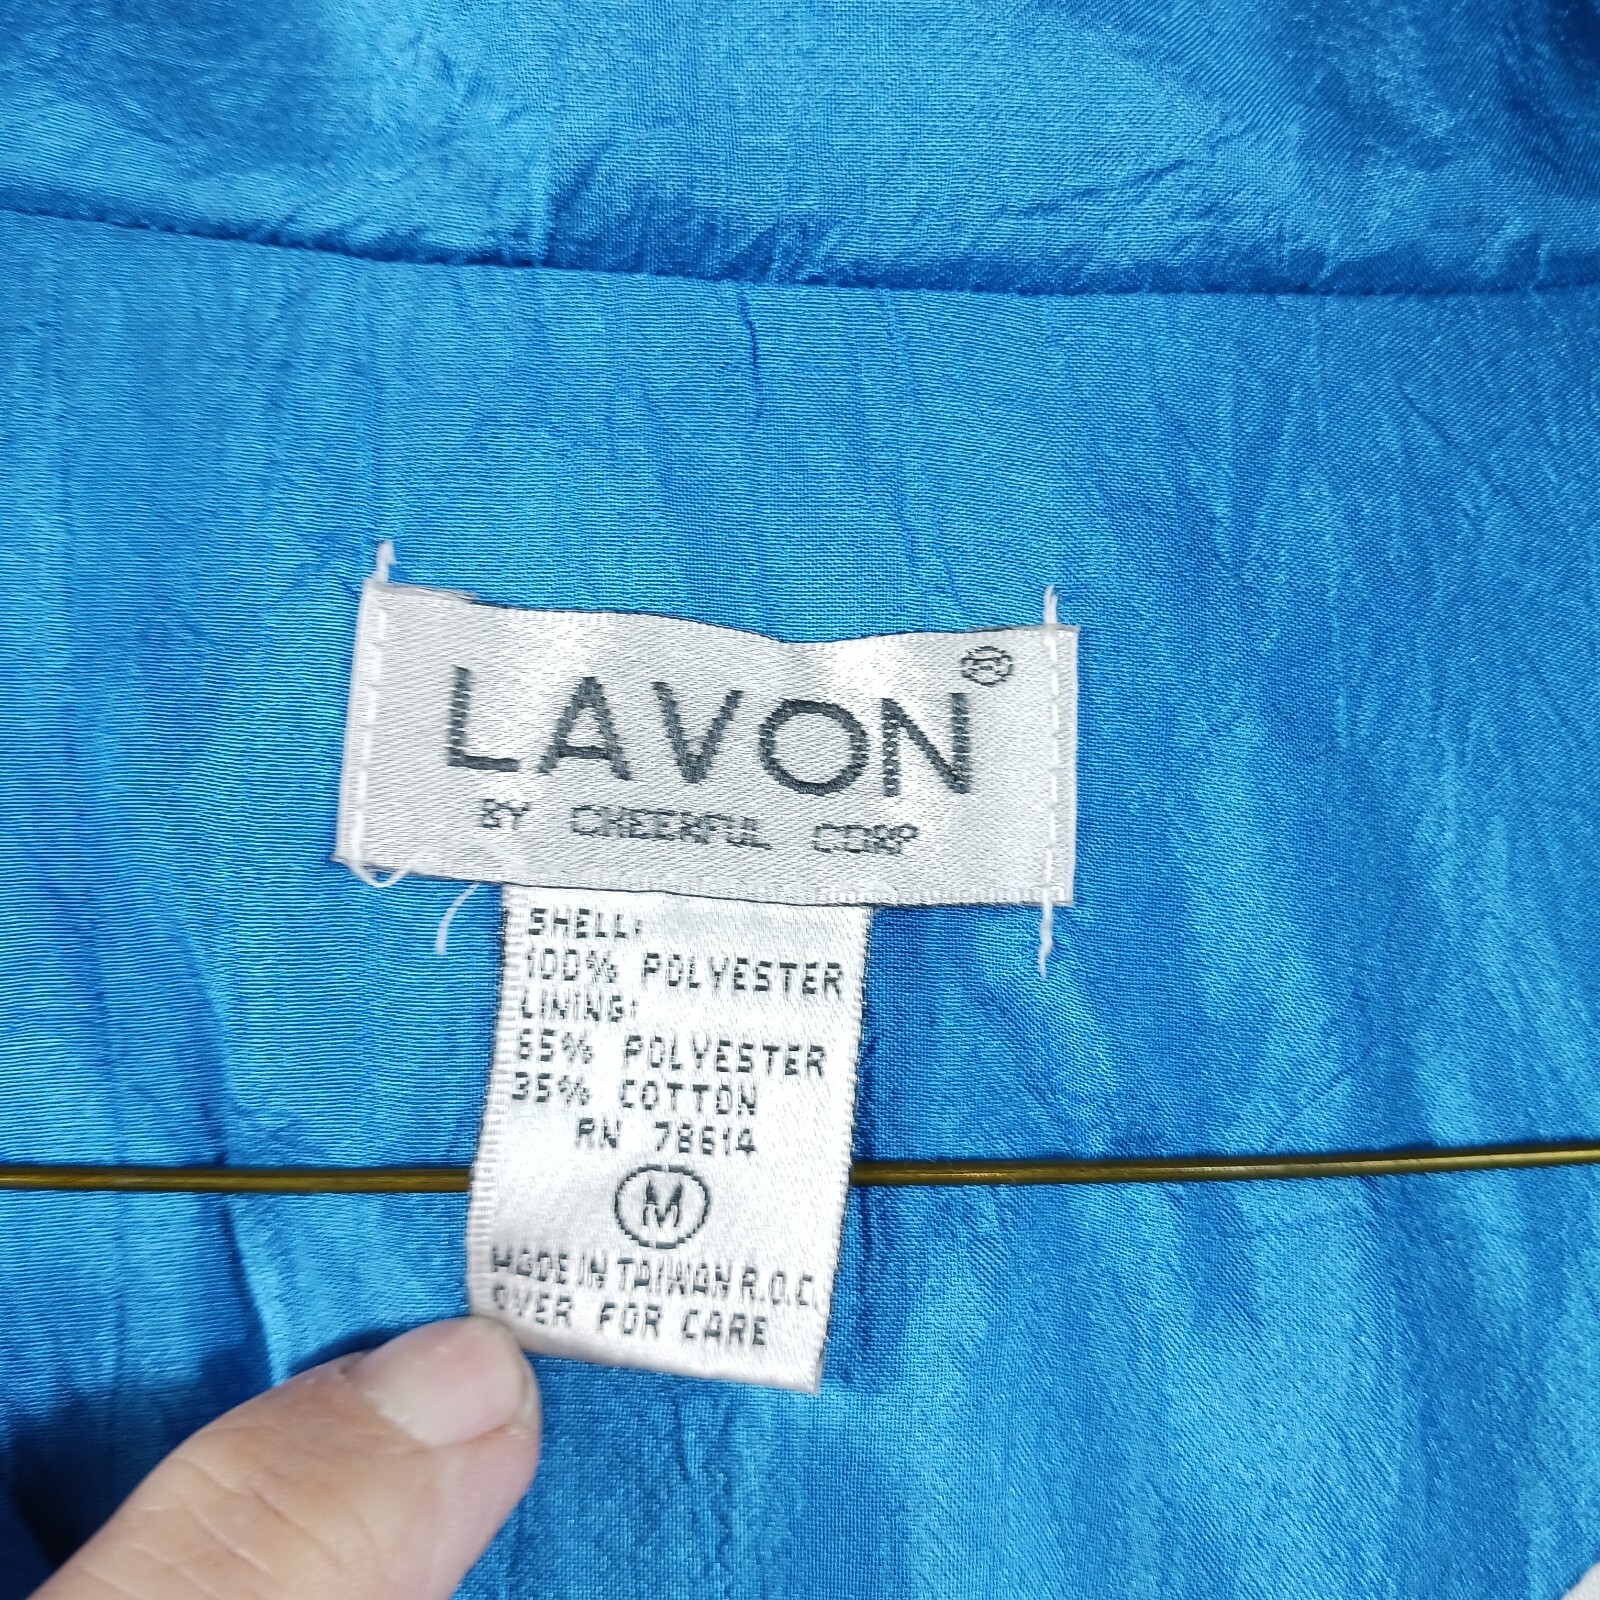 LAVON®
BY CHEERFUL CORP
SHELL:
100% POLYESTER
LINING:
65% POLYESTER
35% COTTON
RN 78614
M
MADE IN TAIWAN R.O.C.
OVER FOR CARE